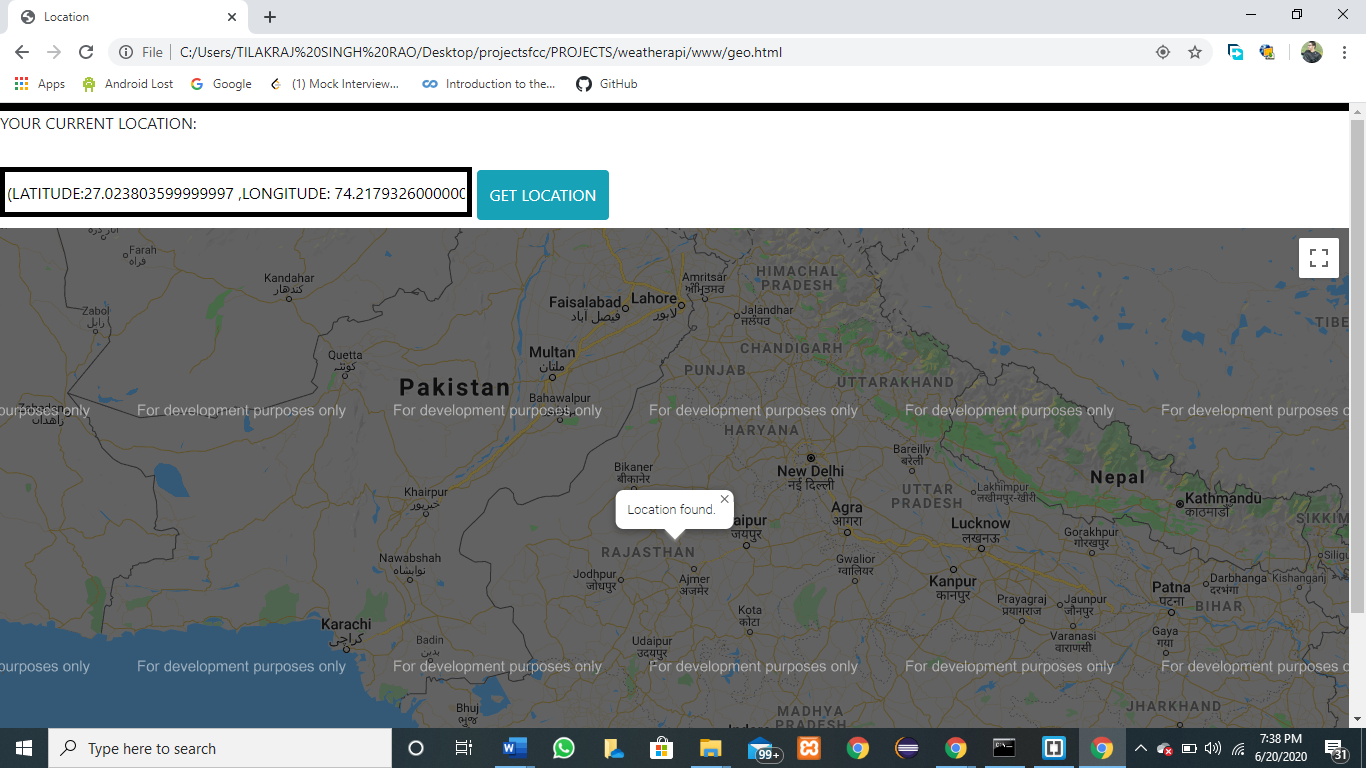 Location
File C:/Users/TILAKRAJ%20SINGH%20RAO/Desktop/projectsfcc/PROJECTS/weatherapi/www/geo.html
Apps Android Lost Google (1) Mock Interview... Introduction to the... GitHub
YOUR CURRENT LOCATION:
(LATITUDE:27.023803599999997 ,LONGITUDE: 74.2179326000000
GET LOCATION
Farah
فراه
Kandahar
کندهار
Zabol
زابل
Amritsar
ਅੰਮ੍ਰਿਤਸਰ
HIMACHAL
PRADESH
Faisalabad
فیصل آباد
Lahore
لاہور
Jalandhar
ਜਲੰਧਰ
TIBE
CHANDIGARH
Quetta
کوئٹہ
Multan
ملتان
PUNJAB
UTTARAKHAND
Pakistan
Bahawalpur
Zahedan
زاهدان
urposes only
For development purposes only
For development purposes only
For development purposes only
For development purposes only
For development purposes o
HARYANA
Bikaner
बीकानेर
New Delhi
नई दिल्ली
Bareilly
बरेली
Nepal
Khairpur
خیرپور
UTTAR
PRADESH
Lakhimpur
लखीमपुर-खीरी
Kathmandu
काठमाडौं
Location found.
aipur
जयपुर
Agra
आगरा
Lucknow
लखनऊ
Gorakhpur
गोरखपुर
SIKKIM
RAJASTHAN
Nawabshah
نوابشاہ
Jodhpur
जोधपुर
Ajmer
अजमेर
Gwalior
ग्वालियर
Kanpur
कानपुर
Siligu
Darbhanga
दरभंगा
Kishanganj
Patna
पटना
BIHAR
Prayagraj
प्रयागराज
Jaunpur
जौनपुर
Kota
कोटा
Karachi
کراچی
Badin
بدین
Udaipur
उदयपुर
Varanasi
वाराणसी
Gaya
गया
urposes only
For development purposes only
For development purposes only
For development purposes only
For development purposes only
For development purposes o
Bhuj
ભુજ
MADHYA
PRADESH
JHARKHAND
Type here to search
99+
7:38 PM
6/20/2020
31